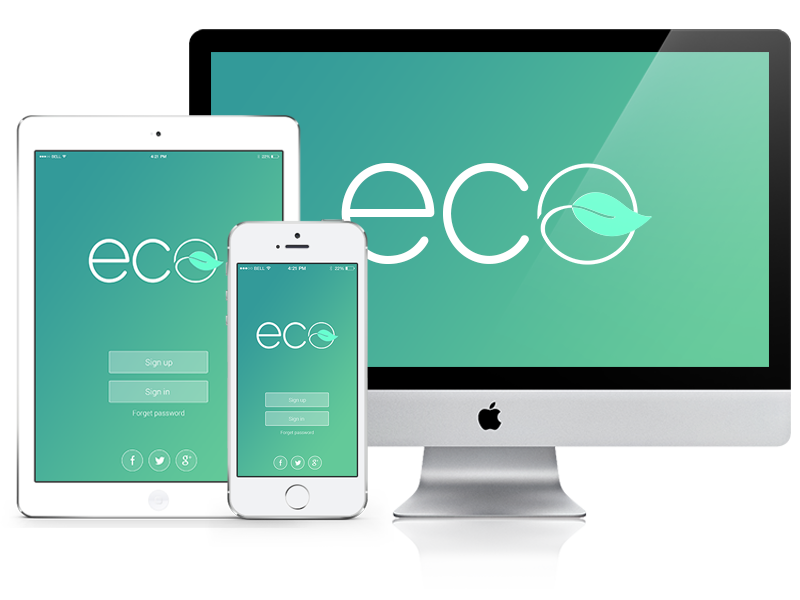 eco
●●●○○ BELL
4:21 PM
22%
eco
Sign up
Sign in
Forget password
f
g+
●●●○○ BELL
4:21 PM
22%
eco
Sign up
Sign in
Forget password
f
g+